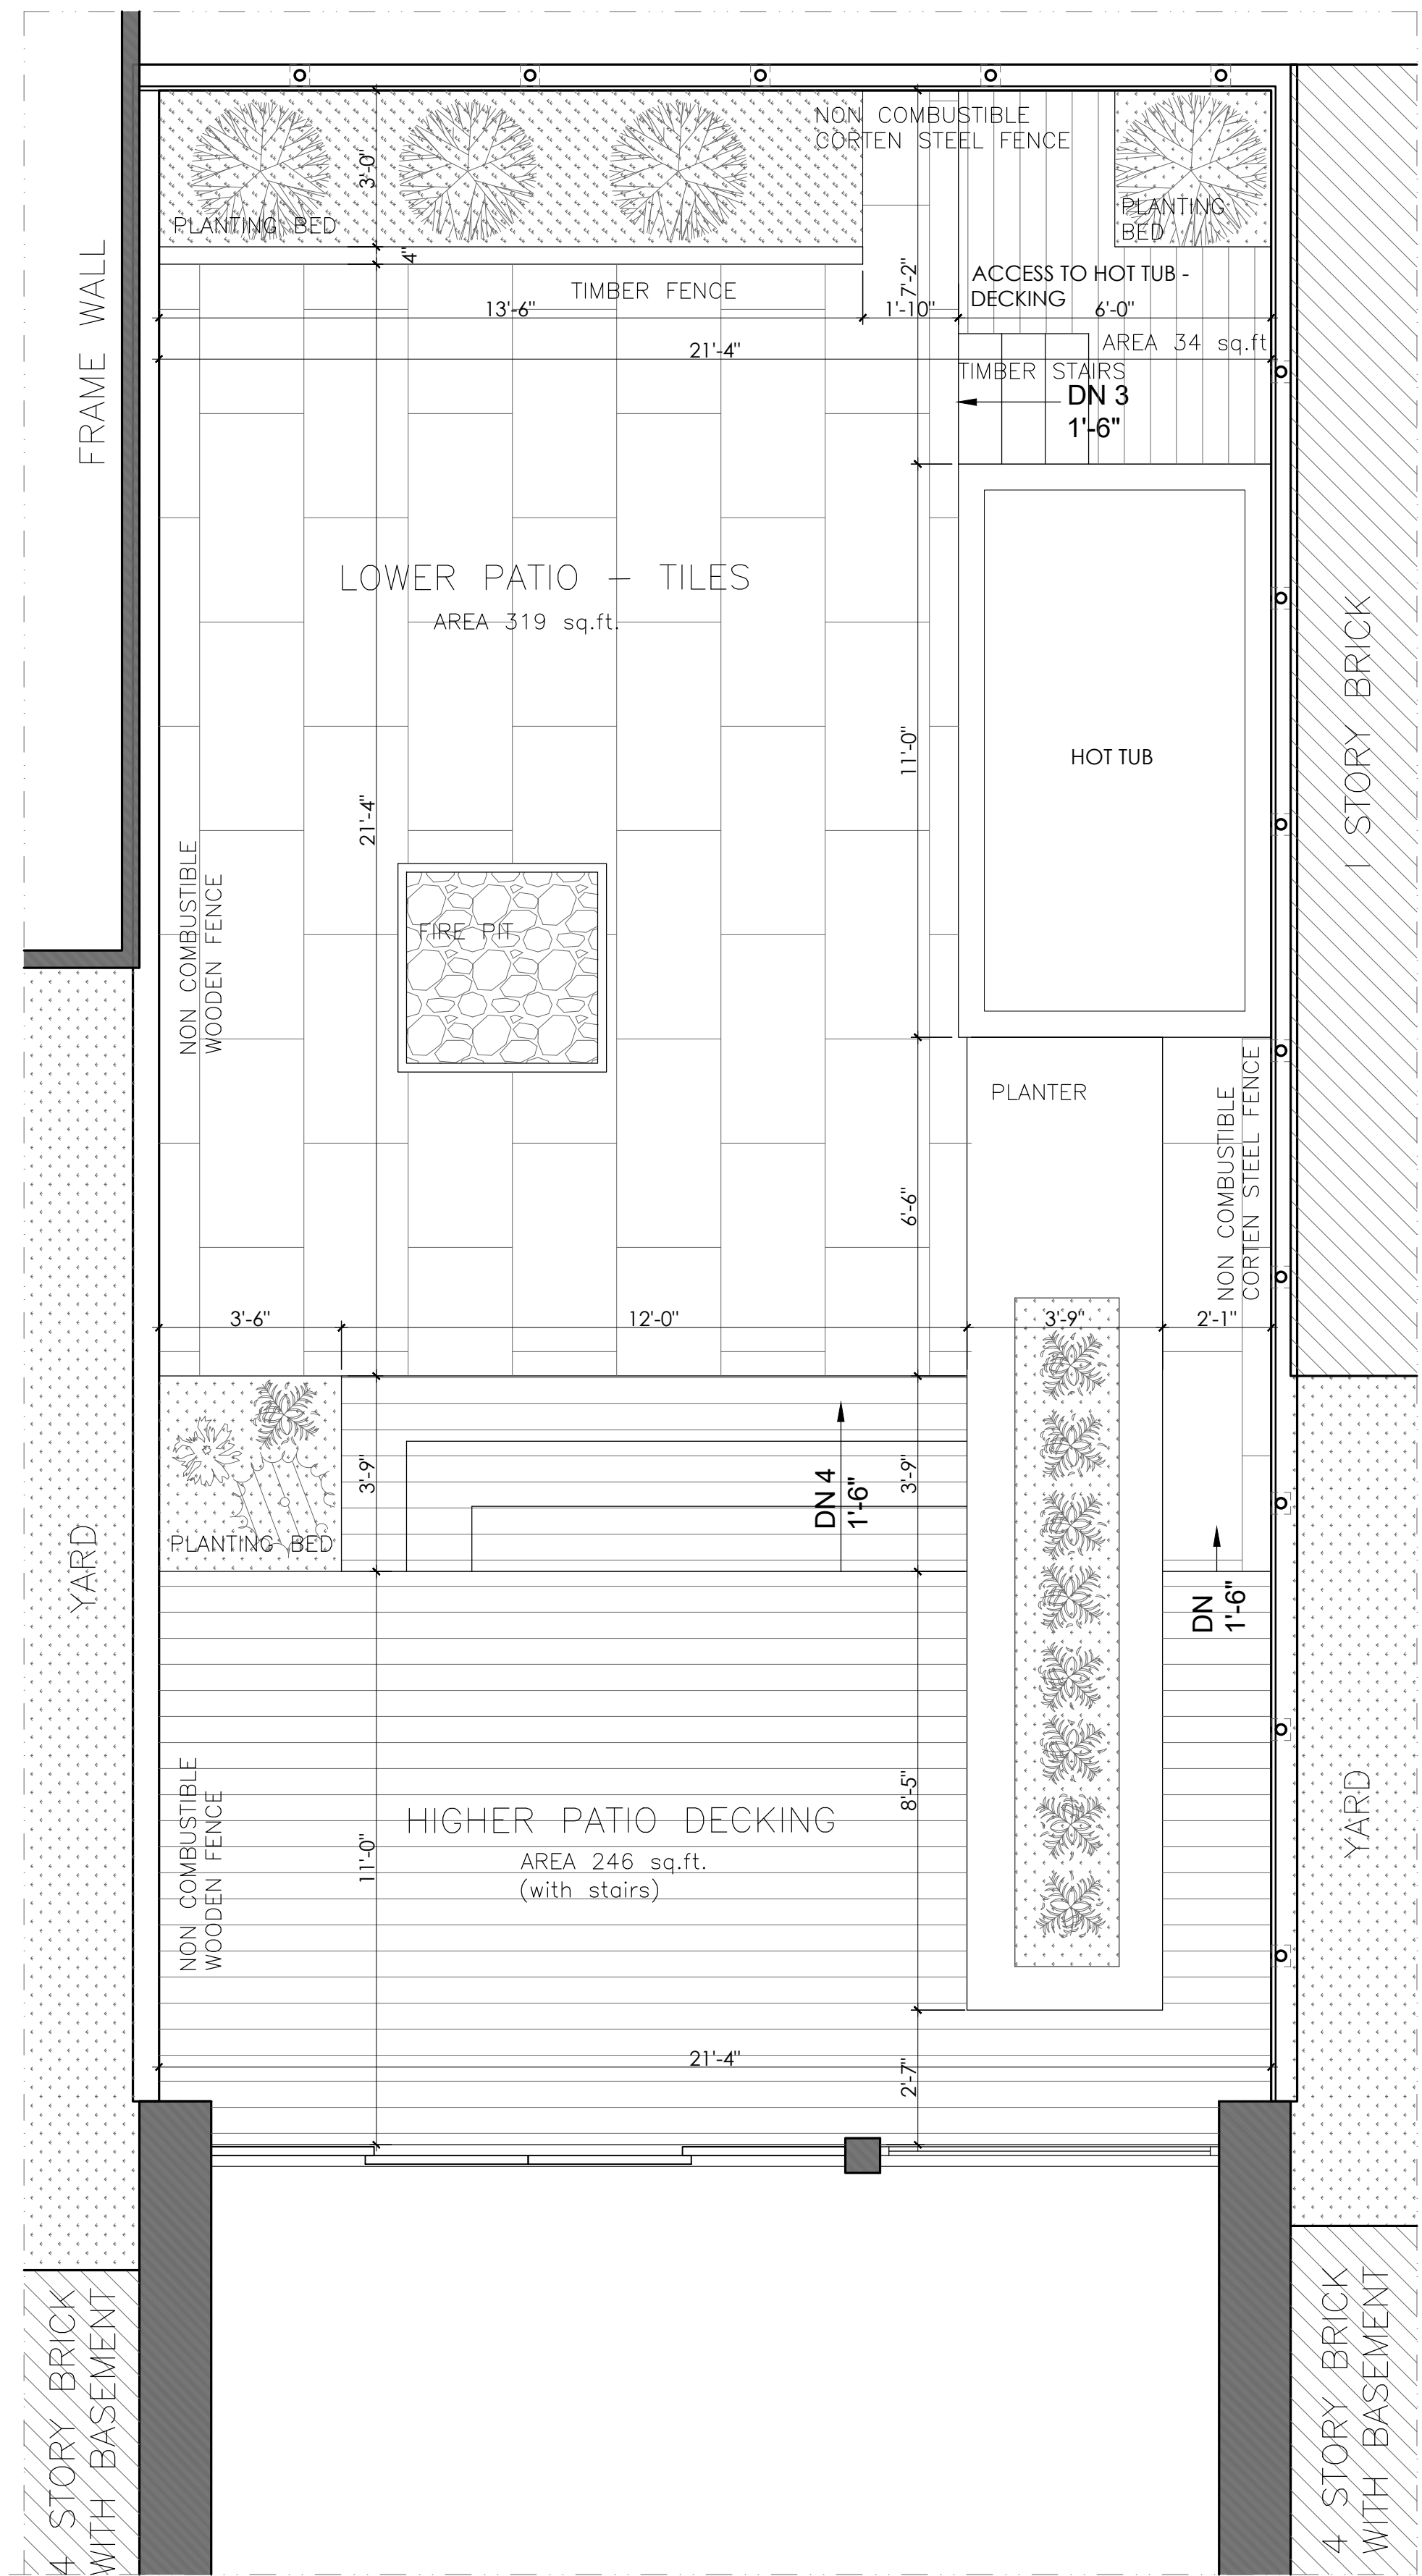 NON COMBUSTIBLE
CORTEN STEEL FENCE
3'-0"
PLANTING BED
PLANTING
BED
FRAME WALL
4"
TIMBER FENCE
7'-2"
ACCESS TO HOT TUB -
DECKING
13'-6"
1'-10"
6'-0"
21'-4"
AREA 34 sq.ft
TIMBER STAIRS
DN 3
1'-6"
LOWER PATIO - TILES
AREA 319 sq.ft.
1 STORY BRICK
11'-0"
HOT TUB
21'-4"
NON COMBUSTIBLE
WOODEN FENCE
FIRE PIT
PLANTER
NON COMBUSTIBLE
CORTEN STEEL FENCE
6'-6"
3'-6"
12'-0"
3'-9"
2'-1"
3'-9"
DN 4
1'-6"
3'-9"
PLANTING BED
YARD
DN
1'-6"
NON COMBUSTIBLE
WOODEN FENCE
HIGHER PATIO DECKING
AREA 246 sq.ft.
(with stairs)
11'-0"
8'-5"
YARD
21'-4"
2'-7"
4 STORY BRICK
WITH BASEMENT
4 STORY BRICK
WITH BASEMENT